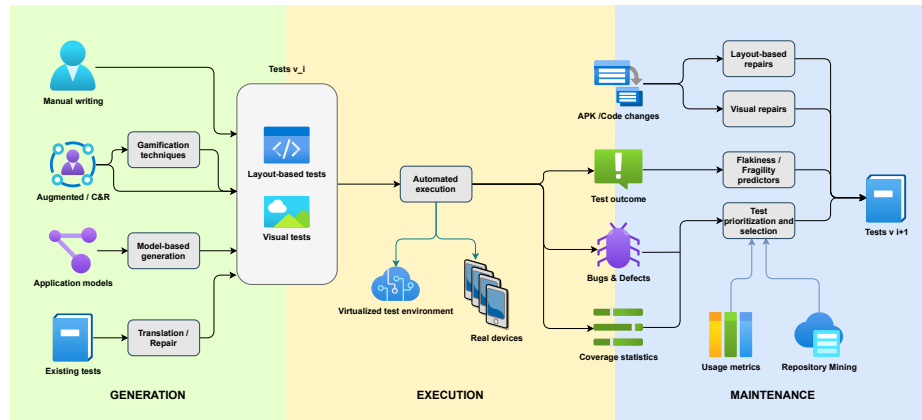 Manual writing
Augmented / C&R
Gamification
techniques
Application models
Model-based
generation
Existing tests
Translation /
Repair
GENERATION
Tests v_i
Layout-based tests
Visual tests
Automated
execution
Virtualized test environment
Real devices
EXECUTION
APK /Code changes
Test outcome
Bugs & Defects
Coverage statistics
Layout-based
repairs
Visual repairs
Flakiness /
Fragility
predictors
Test
prioritization and
selection
Usage metrics
Repository Mining
Tests v i+1
MAINTENANCE